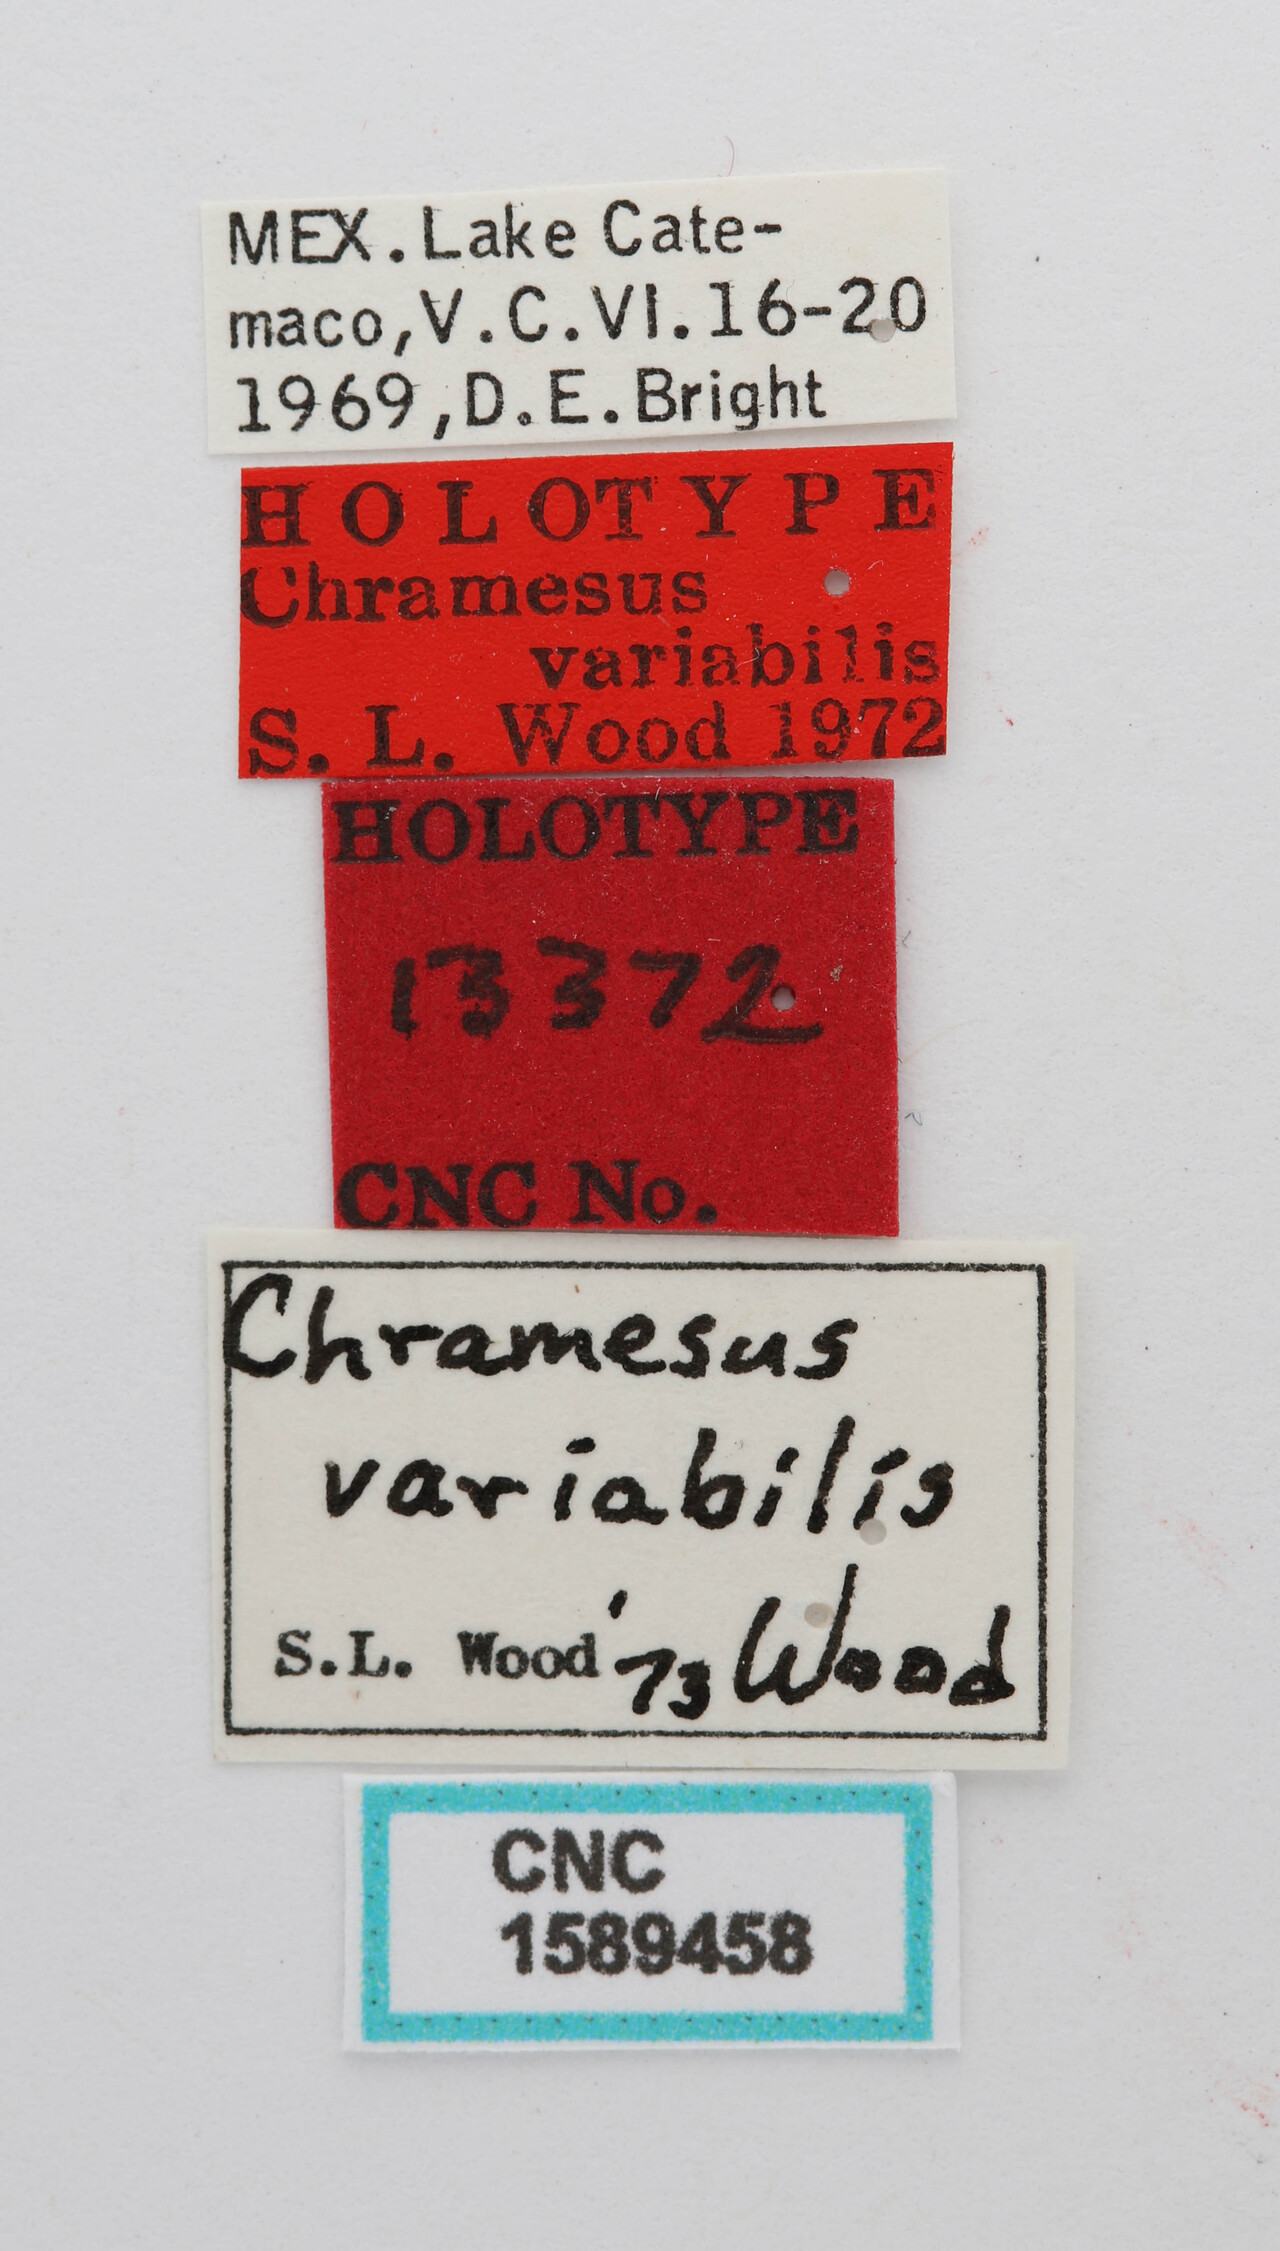 MEX. Lake Cate-
maco, V.C. VI. 16-20
1969, D. E. Bright
HOLOTYPE
Chramesus
variabilis
S. L. Wood 1972
HOLOTYPE
13372
CNC No.
Chramesus
variabilis
S.L. Wood '73 Wood
CNC
1589458